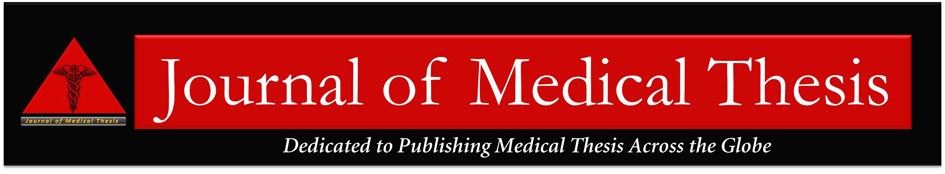 Journal of Medical Thesis
Journal of Medical Thesis
Dedicated to Publishing Medical Thesis Across the Globe